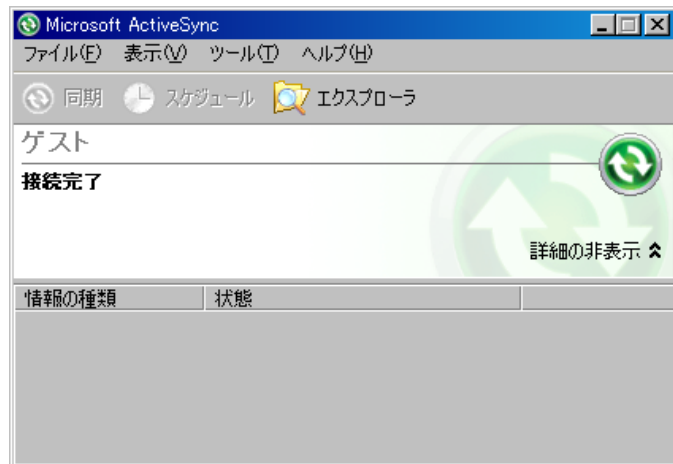 Microsoft ActiveSync
ファイル(F) 表示(V) ツール(T) ヘルプ(H)
同期 スケジュール エクスプローラ
ゲスト
接続完了
詳細の非表示
情報の種類 状態